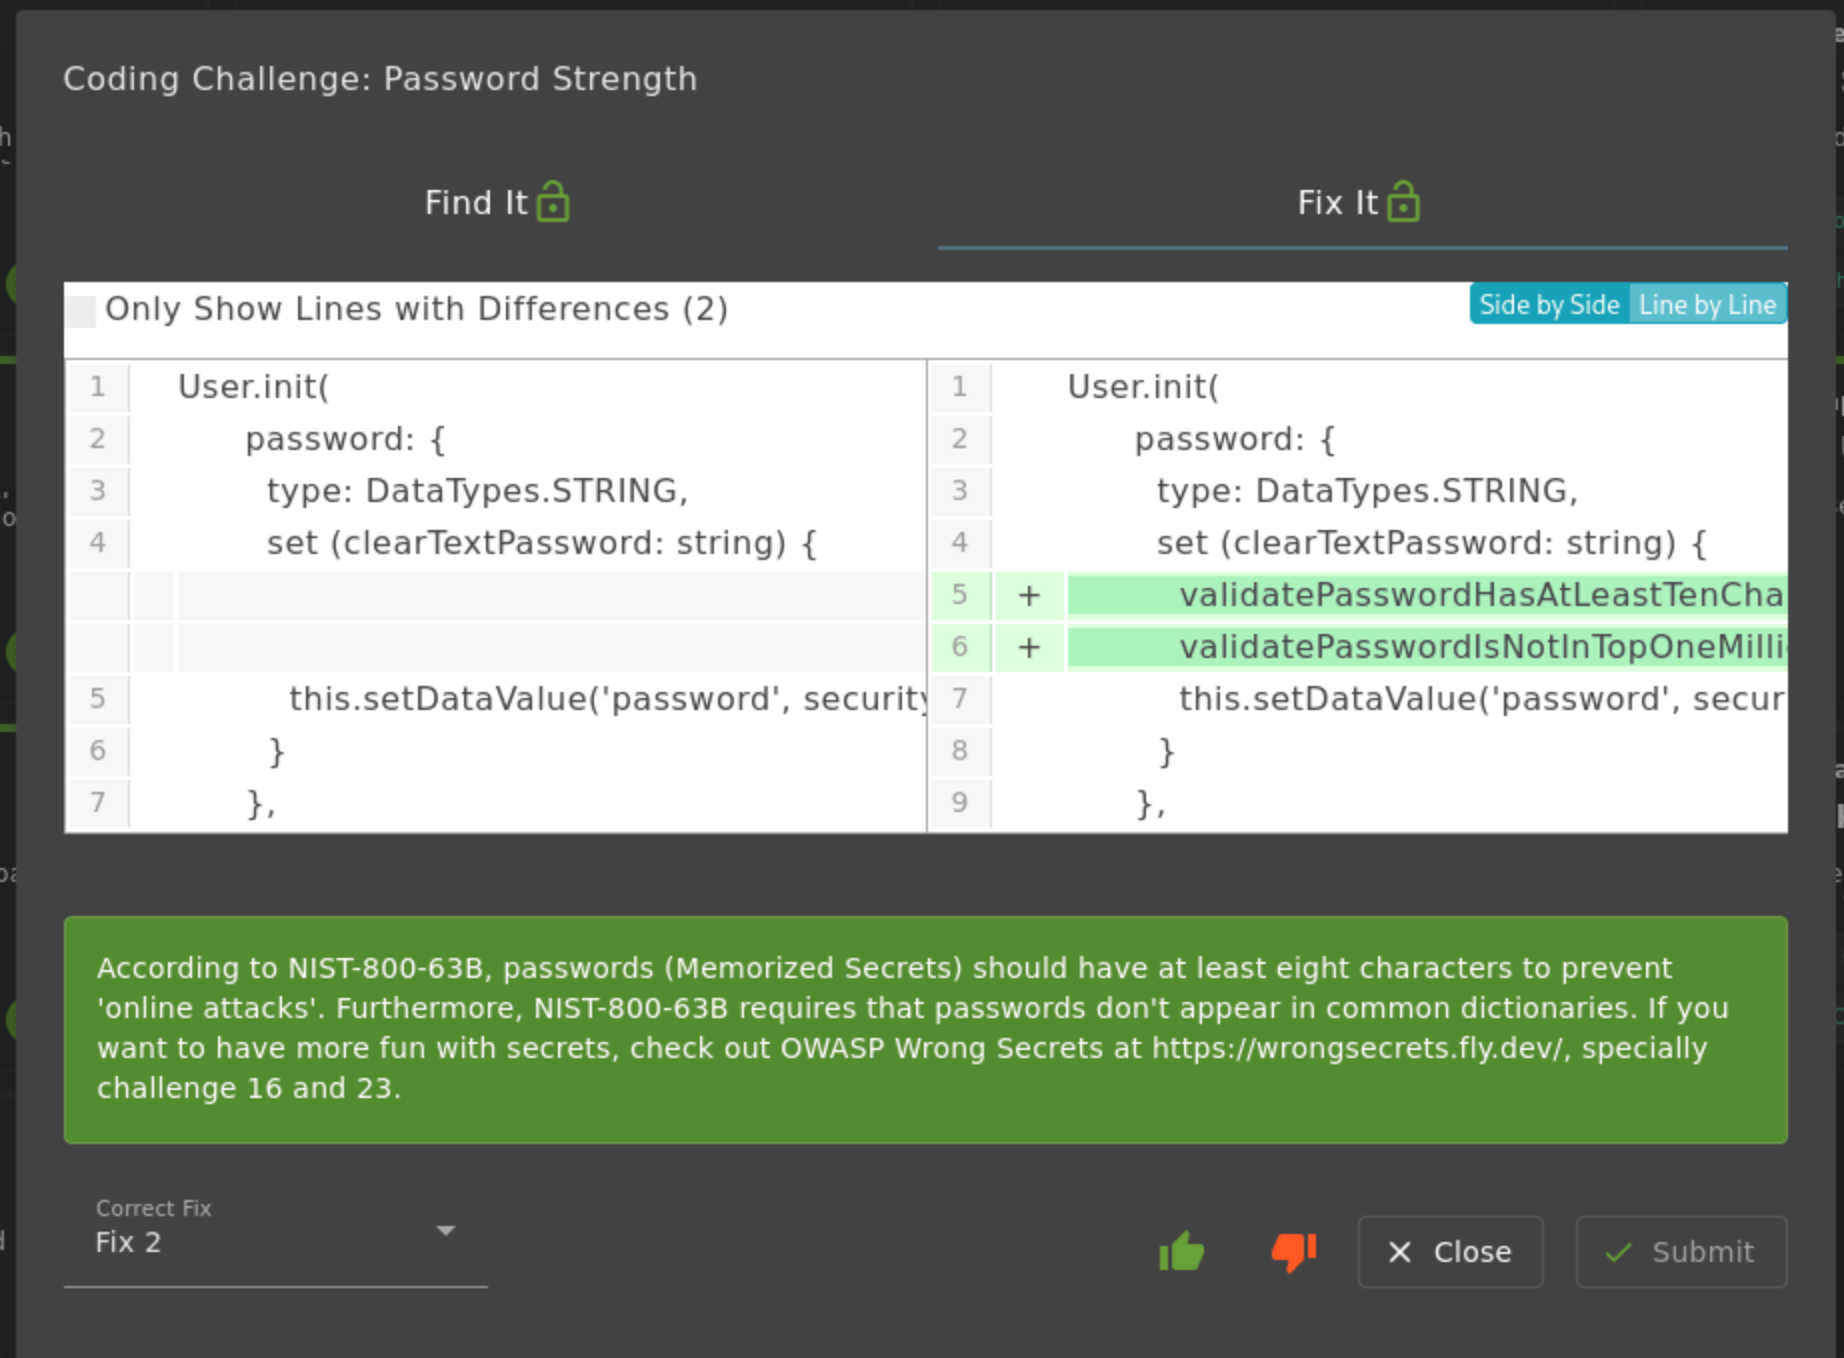 Coding Challenge: Password Strength
Find It
Fix It
Only Show Lines with Differences (2)
Side by Side Line by Line
1 User.init(
2 password: {
3 type: DataTypes.STRING,
4 set (clearTextPassword: string) {
5 this.setDataValue('password', security
6 }
7 },
1 User.init(
2 password: {
3 type: DataTypes.STRING,
4 set (clearTextPassword: string) {
5 + validatePasswordHasAtLeastTenCha
6 + validatePasswordIsNotInTopOneMilli
7 this.setDataValue('password', secur
8 }
9 },
According to NIST-800-63B, passwords (Memorized Secrets) should have at least eight characters to prevent
'online attacks'. Furthermore, NIST-800-63B requires that passwords don't appear in common dictionaries. If you
want to have more fun with secrets, check out OWASP Wrong Secrets at https://wrongsecrets.fly.dev/, specially
challenge 16 and 23.
Correct Fix
Fix 2
Close
Submit